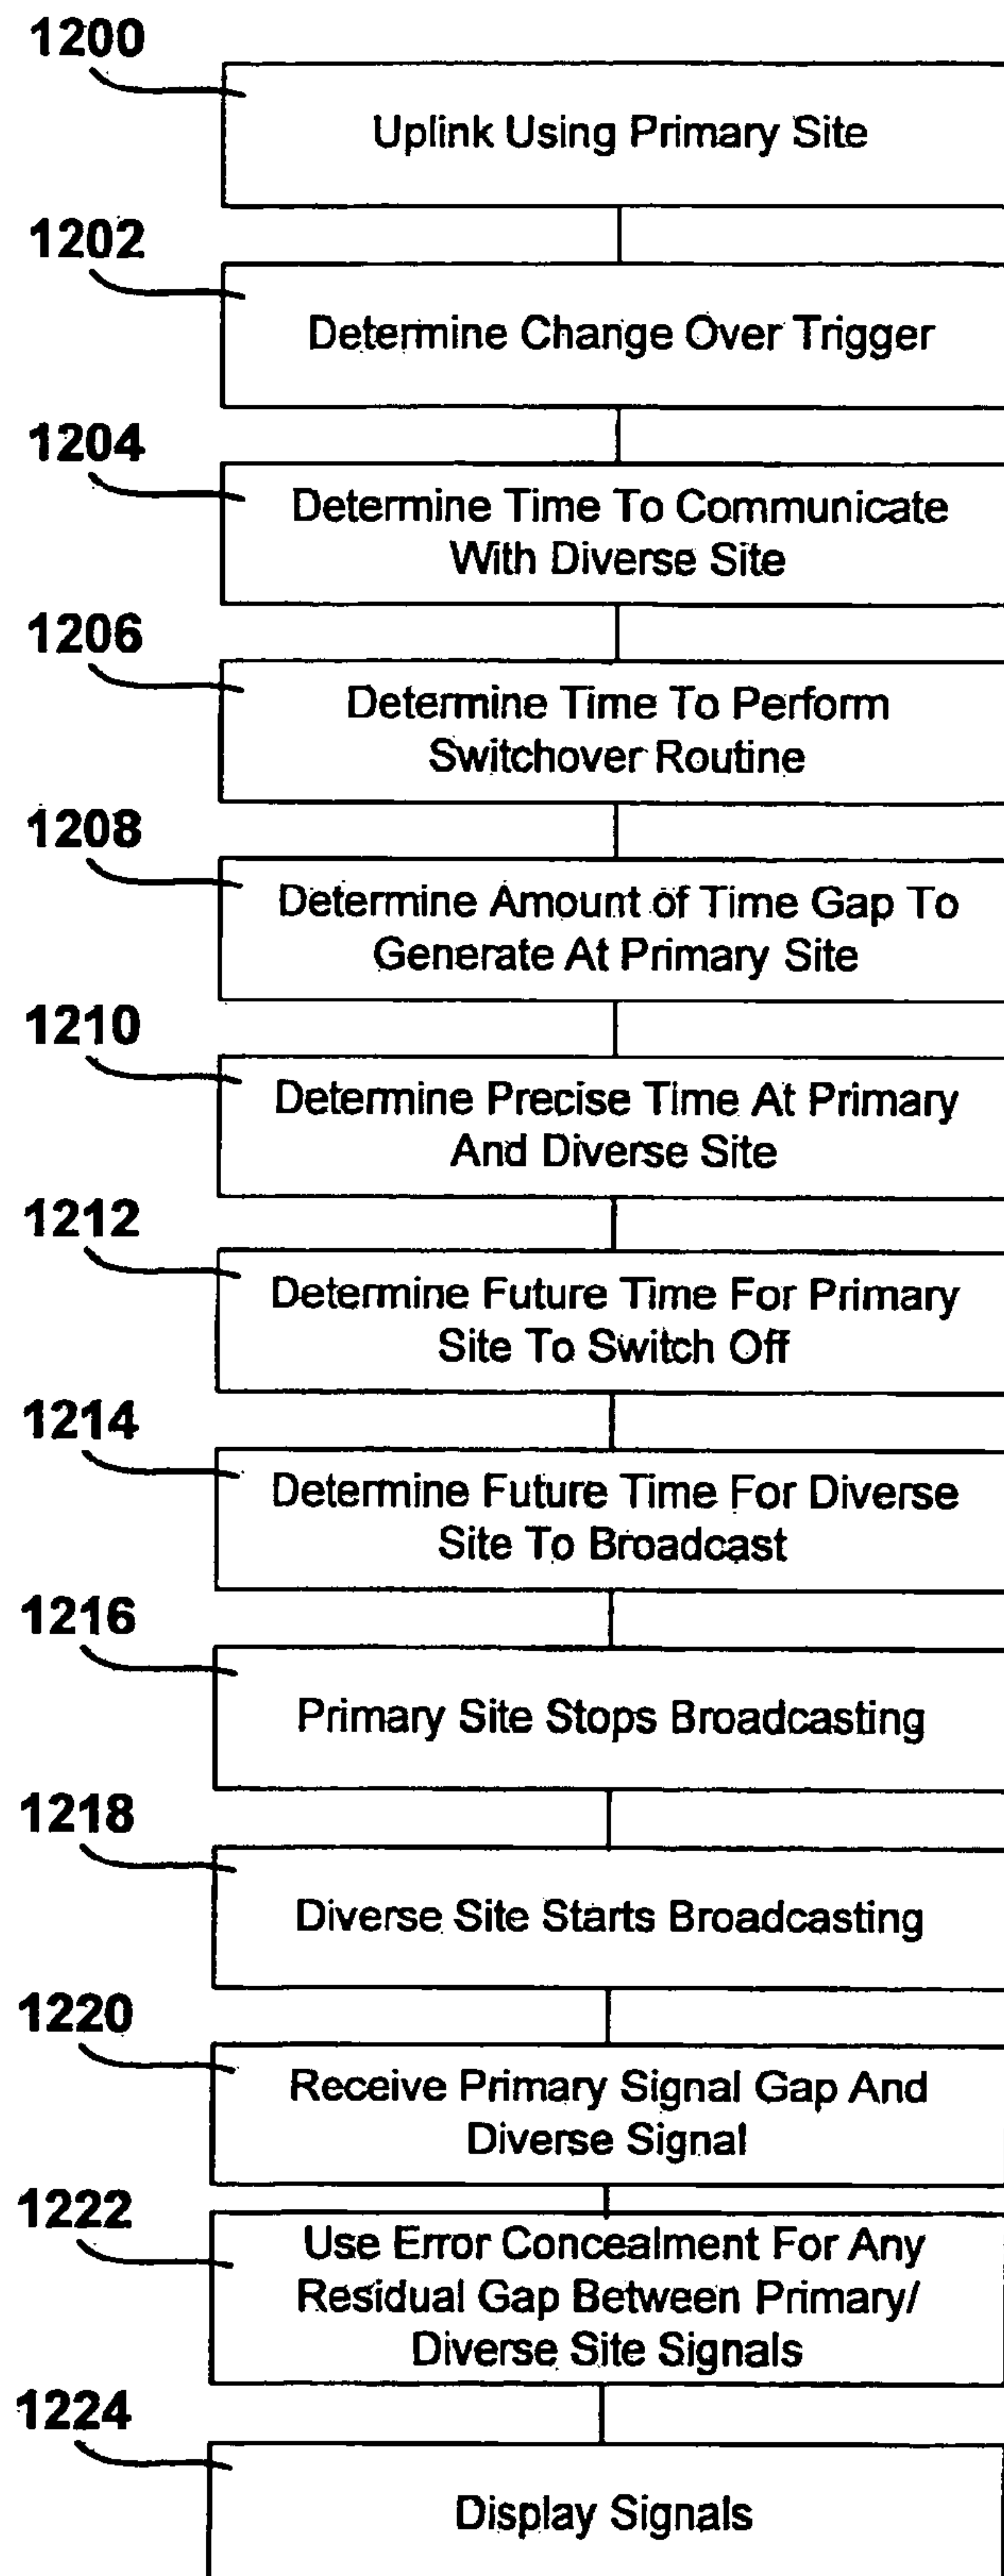 1200
Uplink Using Primary Site
1202
Determine Change Over Trigger
1204
Determine Time To Communicate
With Diverse Site
1206
Determine Time To Perform
Switchover Routine
1208
Determine Amount of Time Gap To
Generate At Primary Site
1210
Determine Precise Time At Primary
And Diverse Site
1212
Determine Future Time For Primary
Site To Switch Off
1214
Determine Future Time For Diverse
Site To Broadcast
1216
Primary Site Stops Broadcasting
1218
Diverse Site Starts Broadcasting
1220
Receive Primary Signal Gap And
Diverse Signal
1222
Use Error Concealment For Any
Residual Gap Between Primary/
Diverse Site Signals
1224
Display Signals